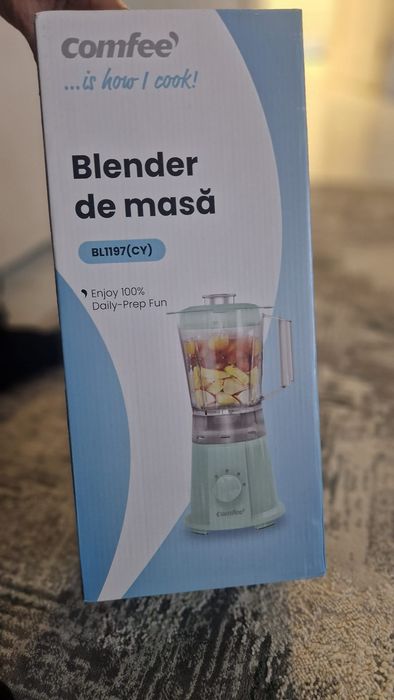 Comfee'
...is how I cook!
Blender
de masă
BL1197(CY)
Enjoy 100%
Daily-Prep Fun
Comfee'